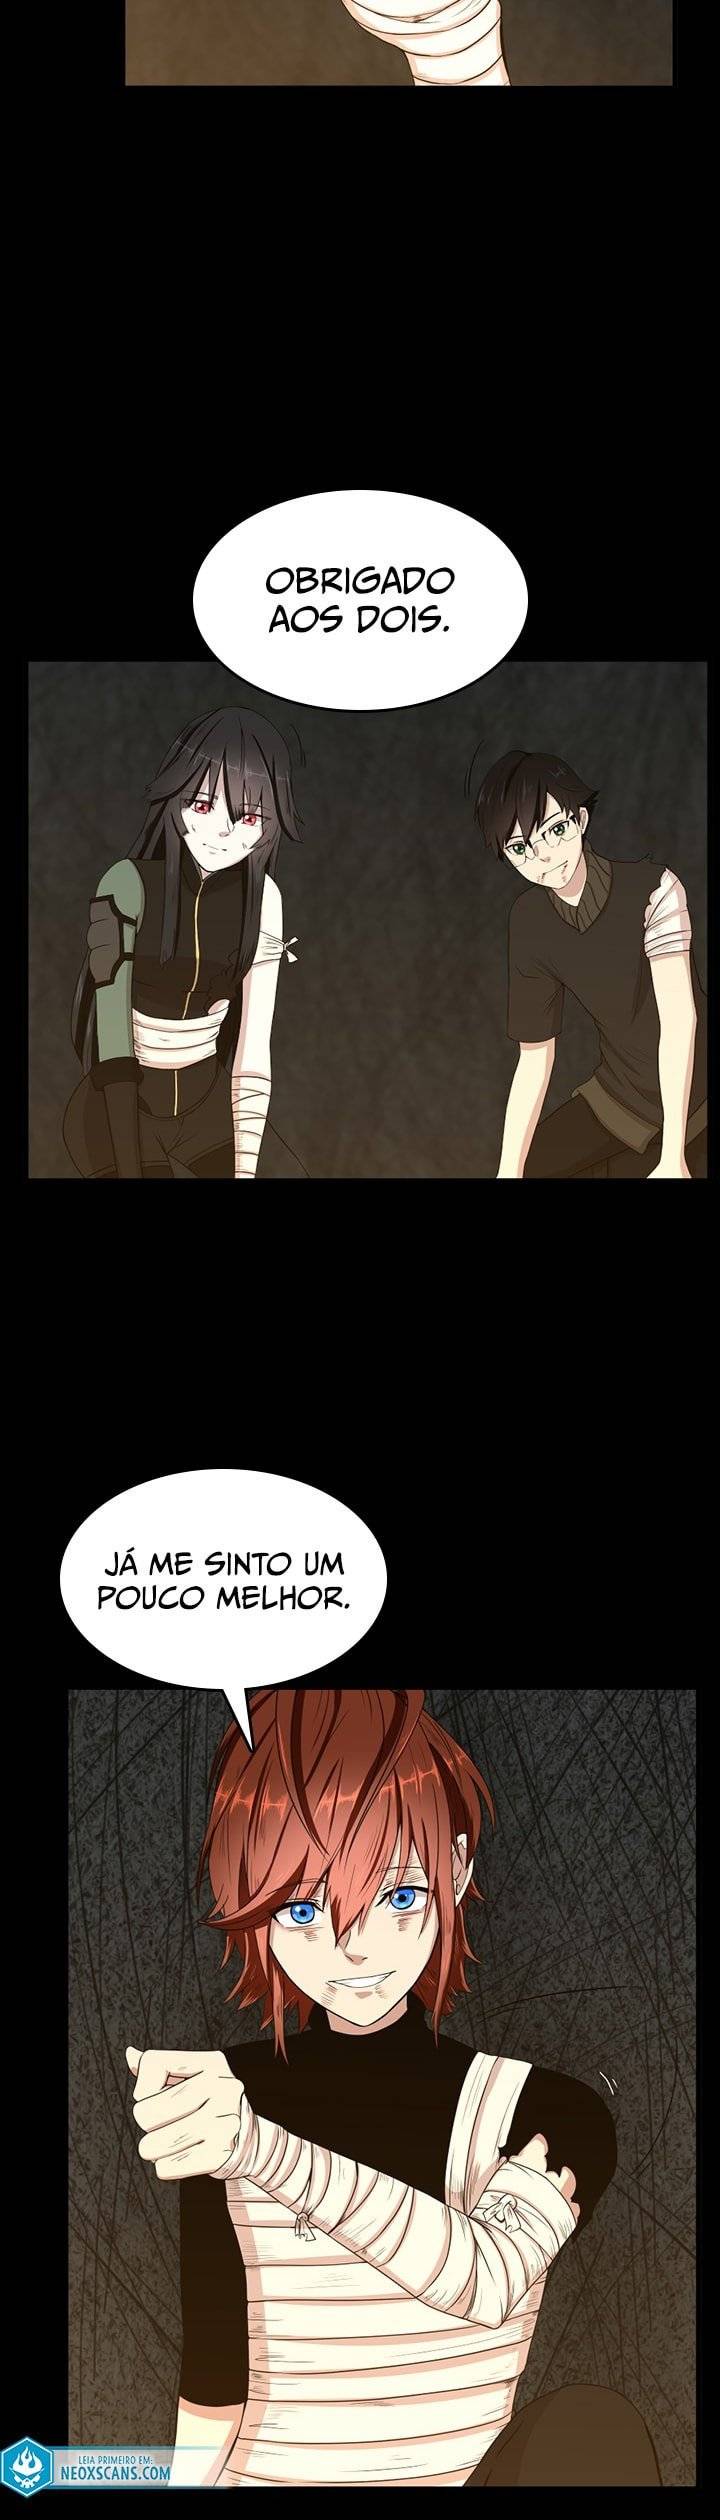 OBRIGADO
AOS DOIS.
JÁ ME SINTO UM
POUCO MELHOR.
LEIA PRIMEIRO EM:
NEOXSCANS.COM